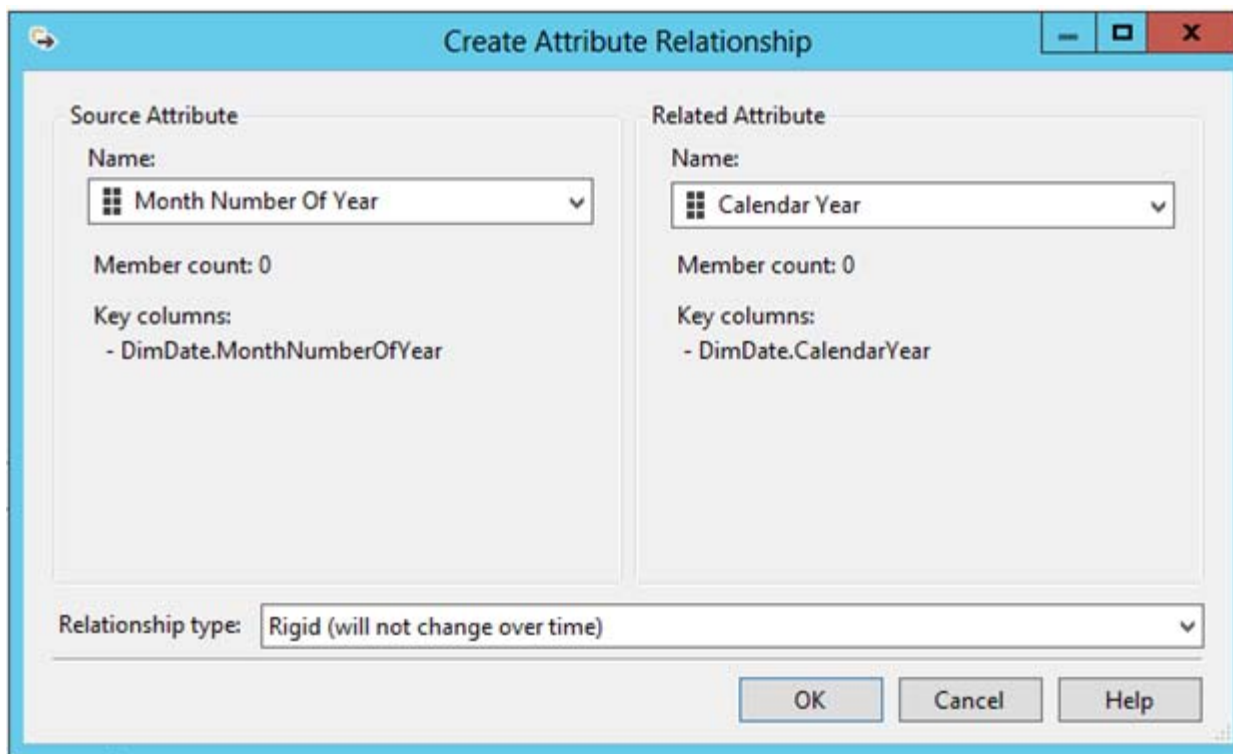 Create Attribute Relationship
Source Attribute
Name:
Month Number Of Year
Member count: 0
Key columns:
- DimDate.MonthNumberOfYear
Related Attribute
Name:
Calendar Year
Member count: 0
Key columns:
- DimDate.CalendarYear
Relationship type: Rigid (will not change over time)
OK Cancel Help